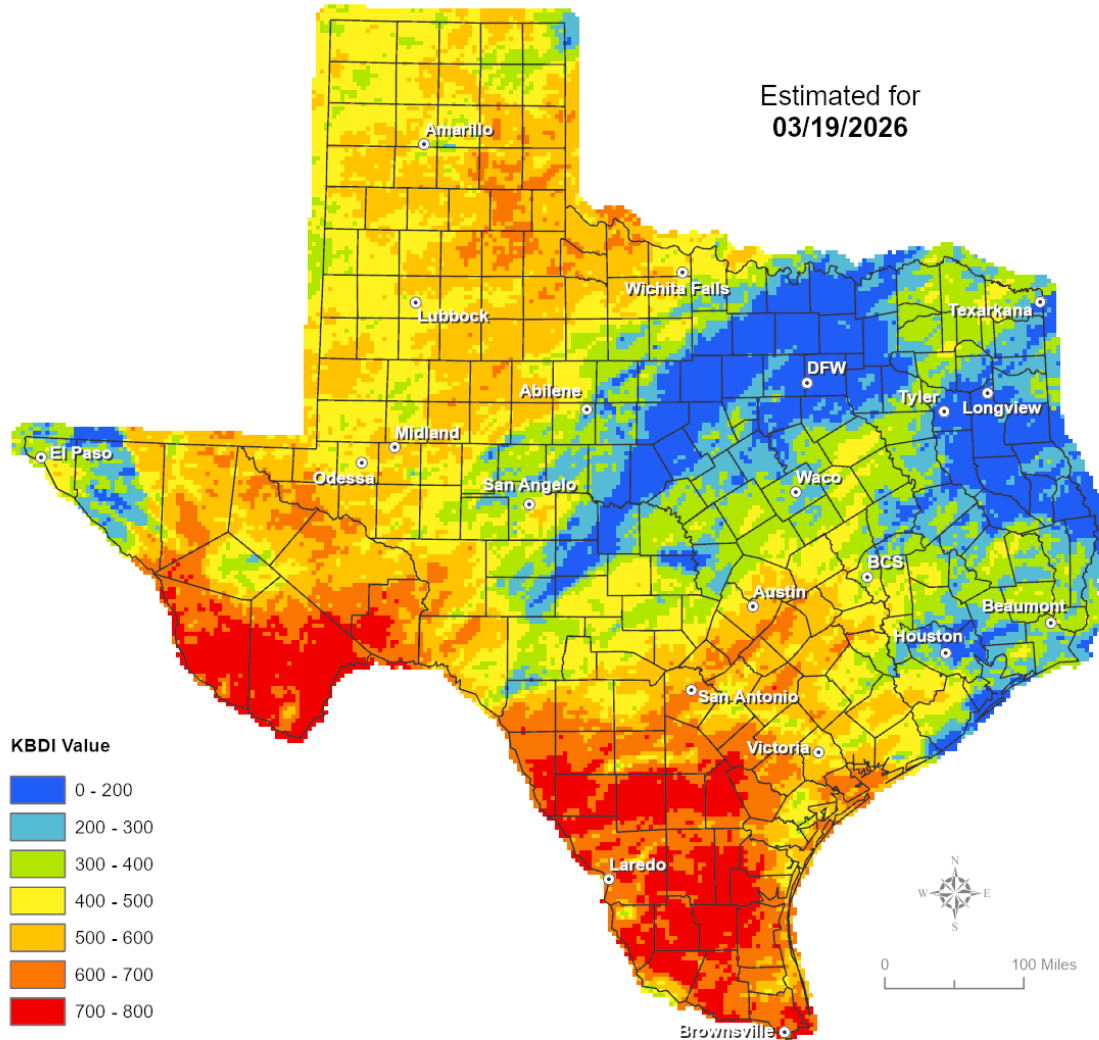 Estimated for
03/19/2026
Amarillo
Wichita Falls
Lubbock
Texarkana
DFW
Abilene
Tyler
Longview
Midland
El Paso
Odessa
San Angelo
Waco
BCS
Austin
Beaumont
Houston
San Antonio
Victoria
KBDI Value
0 - 200
200 - 300
300 - 400
400 - 500
500 - 600
600 - 700
700 - 800
Laredo
N
W E
S
0 100 Miles
Brownsville